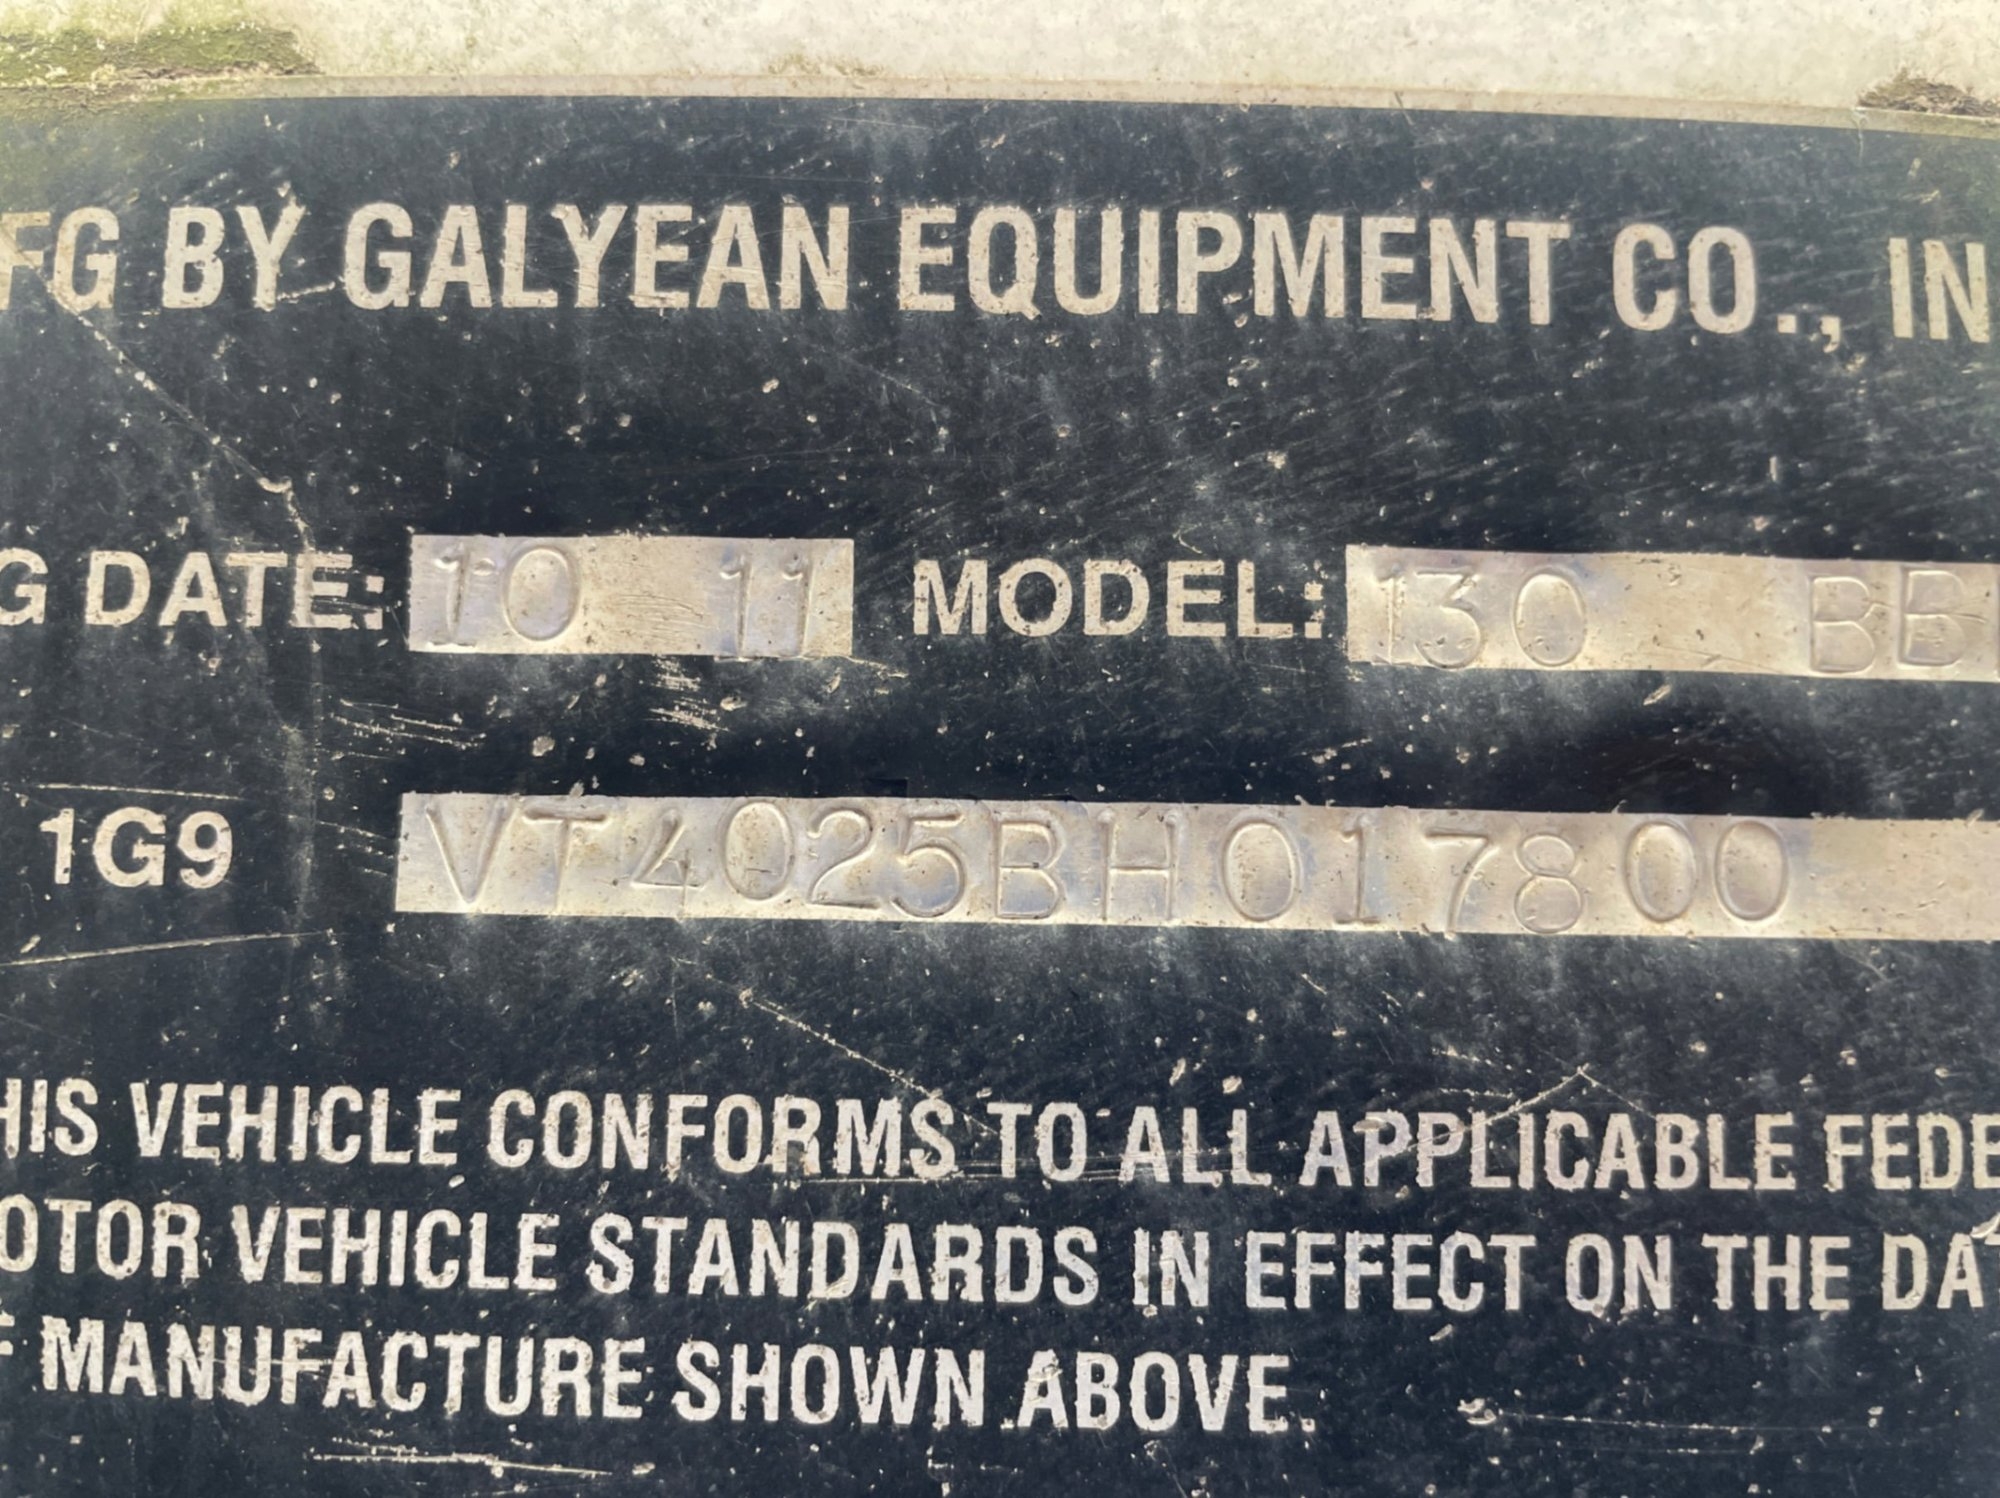 FG BY GALYEAN EQUIPMENT CO., IN
G DATE: 10 11 MODEL: 130 BB
1G9 VT4025BH017800
HIS VEHICLE CONFORMS TO ALL APPLICABLE FEDE
OTOR VEHICLE STANDARDS IN EFFECT ON THE DA
F MANUFACTURE SHOWN ABOVE.